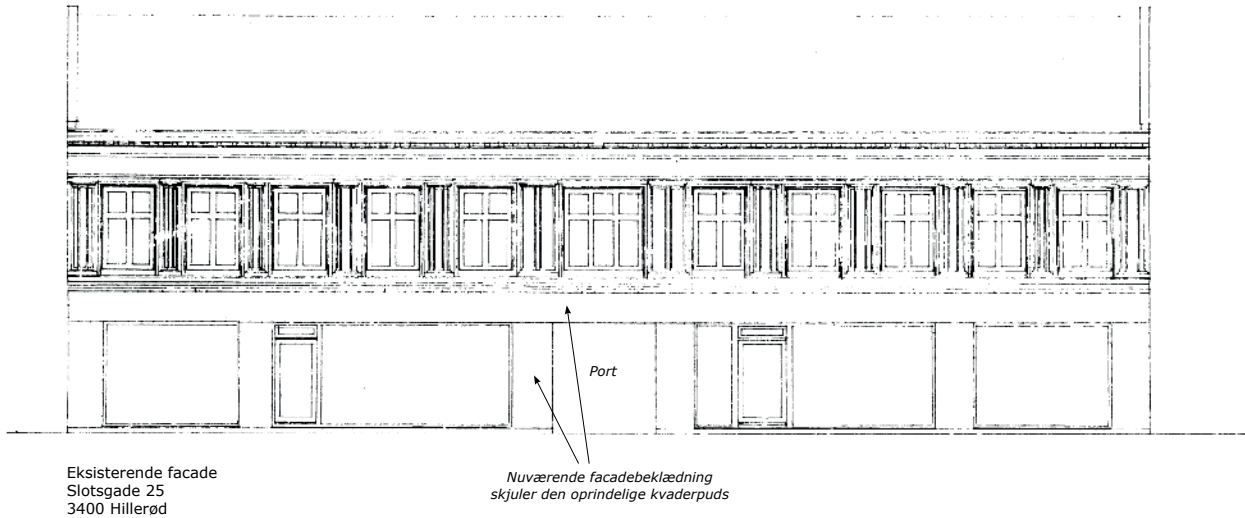 Port
Eksisterende facade
Slotsgade 25
3400 Hillerød
Nuværende facadebeklædning
skjuler den oprindelige kvaderpuds